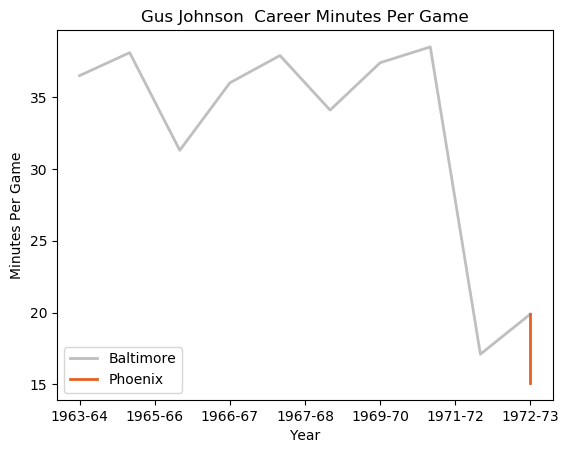 Gus Johnson  Career Minutes Per Game
Minutes Per Game
35
30
25
20
15
Baltimore
Phoenix
1963-64 1965-66 1966-67 1967-68 1969-70 1971-72 1972-73
Year